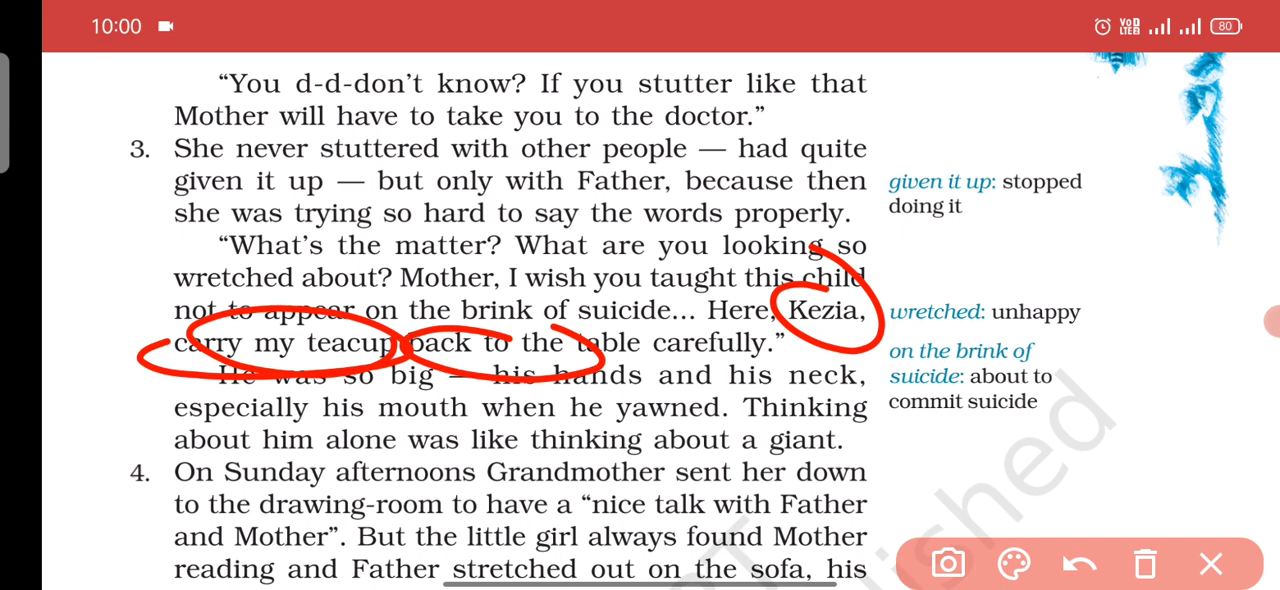 10:00
Vo))
LTE2
80
“You d-d-don’t know? If you stutter like that
Mother will have to take you to the doctor.”
3. She never stuttered with other people — had quite
given it up — but only with Father, because then
she was trying so hard to say the words properly.
given it up: stopped
doing it
“What’s the matter? What are you looking so
wretched about? Mother, I wish you taught this child
not to appear on the brink of suicide... Here, Kezia,
carry my teacup back to the table carefully.”
wretched: unhappy
on the brink of
suicide: about to
commit suicide
He was so big — his hands and his neck,
especially his mouth when he yawned. Thinking
about him alone was like thinking about a giant.
4. On Sunday afternoons Grandmother sent her down
to the drawing-room to have a “nice talk with Father
and Mother”. But the little girl always found Mother
reading and Father stretched out on the sofa, his